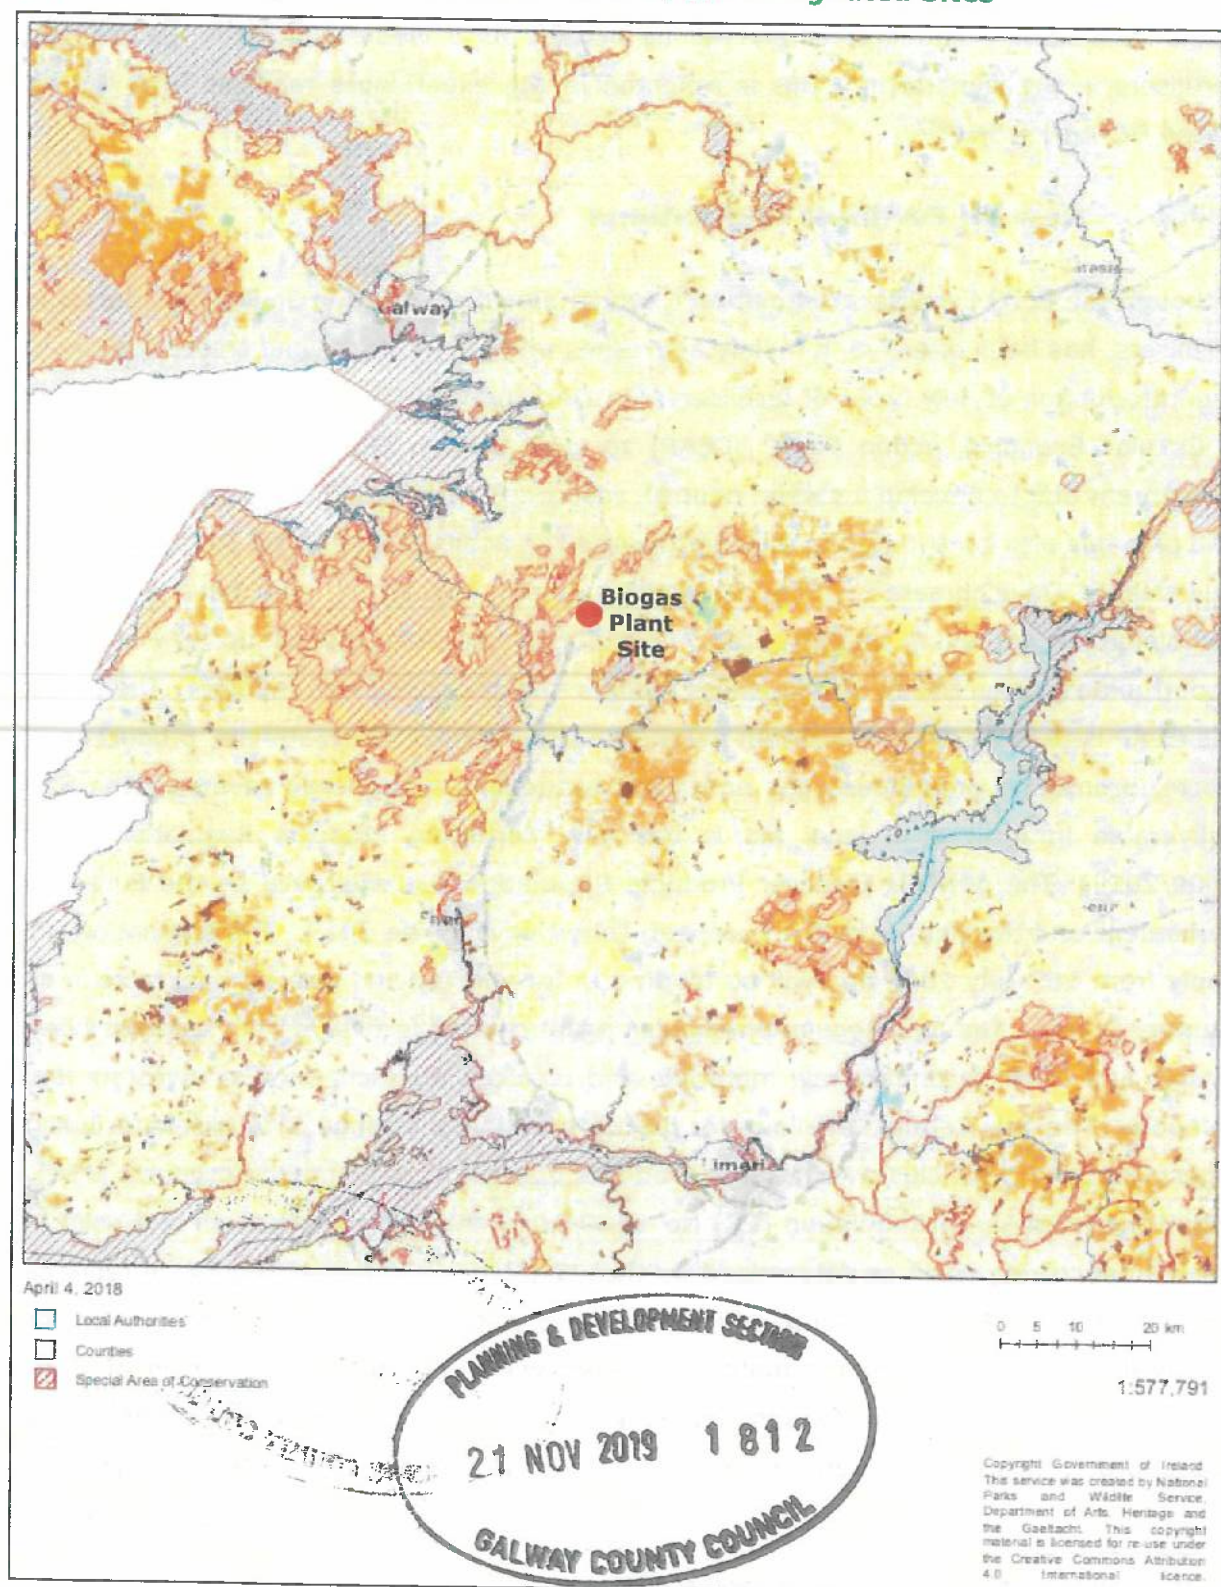 Sites
Galway
Biogas
Plant
Site
April 4, 2018
Local Authorities
Counties
Special Area of Conservation
0 5 10 20 km
1:577,791
PLANNING & DEVELOPMENT SECTION
21 NOV 2019 1812
GALWAY COUNTY COUNCIL
Copyright Government of Ireland
This service was created by National
Parks and Wildlife Service,
Department of Arts, Heritage and
the Gaeltacht. This copyright
material is licensed for re-use under
the Creative Commons Attribution
4.0 International licence.